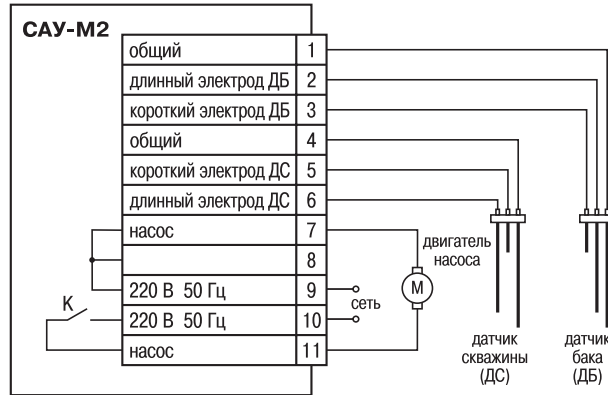 САУ-М2
общий 1
длинный электрод ДБ 2
короткий электрод ДБ 3
общий 4
короткий электрод ДС 5
длинный электрод ДС 6
насос 7
8
220 В 50 Гц 9
220 В 50 Гц 10
насос 11
K
двигатель
насоса
M
сеть
датчик
скважины
(ДС)
датчик
бака
(ДБ)